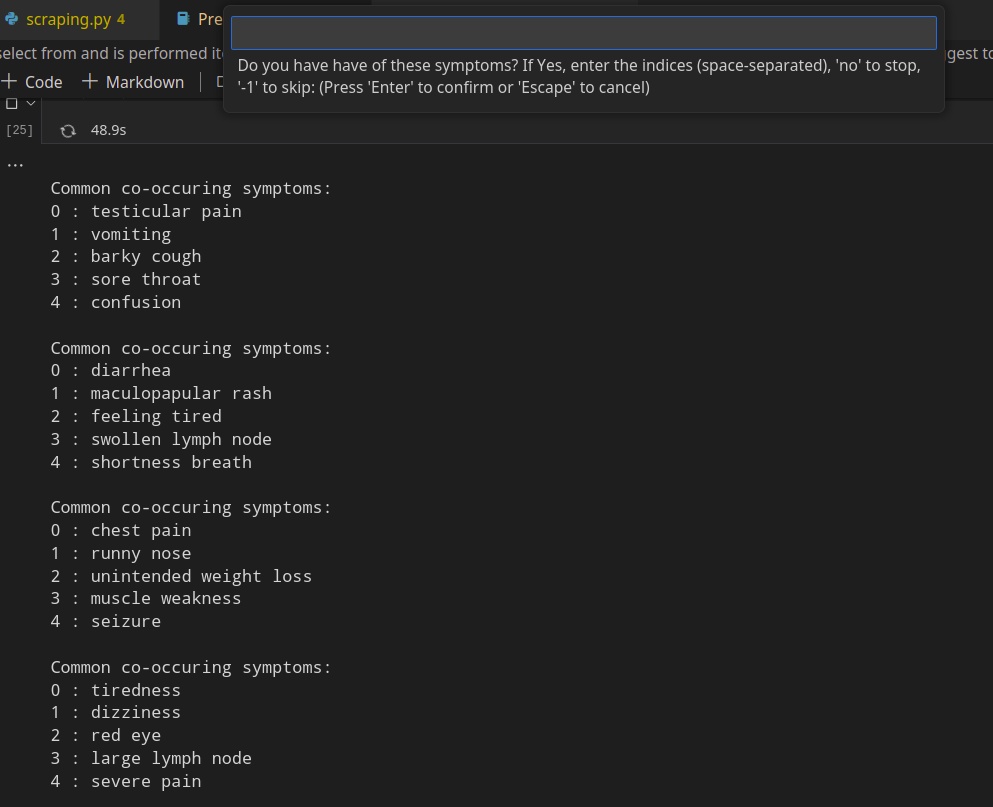 scraping.py 4
Pre
select from and is performed it
gest to
Do you have have of these symptoms? If Yes, enter the indices (space-separated), 'no' to stop,
'-1' to skip: (Press 'Enter' to confirm or 'Escape' to cancel)
+ Code + Markdown
[25] 48.9s
...
Common co-occuring symptoms:
0 : testicular pain
1 : vomiting
2 : barky cough
3 : sore throat
4 : confusion
Common co-occuring symptoms:
0 : diarrhea
1 : maculopapular rash
2 : feeling tired
3 : swollen lymph node
4 : shortness breath
Common co-occuring symptoms:
0 : chest pain
1 : runny nose
2 : unintended weight loss
3 : muscle weakness
4 : seizure
Common co-occuring symptoms:
0 : tiredness
1 : dizziness
2 : red eye
3 : large lymph node
4 : severe pain